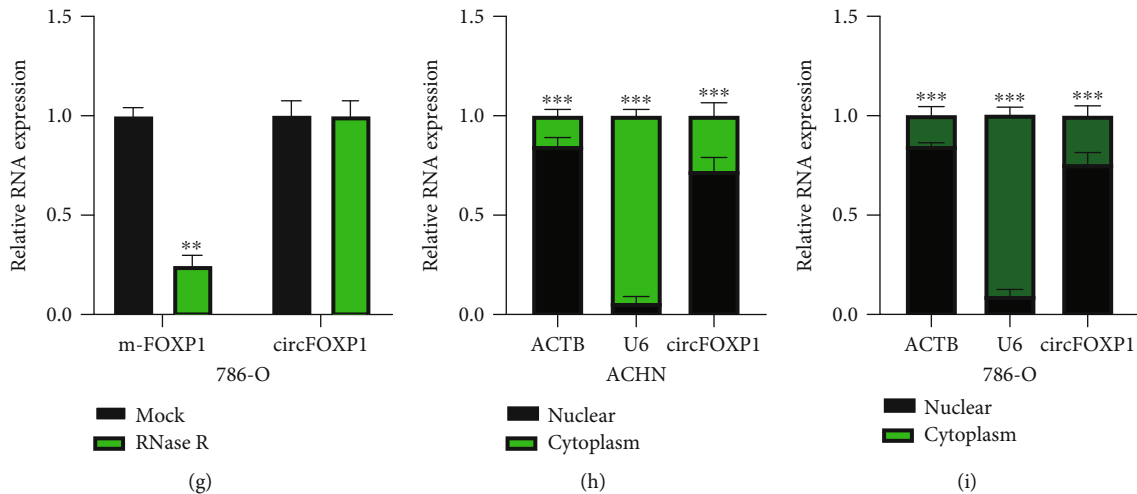 Relative RNA expression
1.5
1.0
0.5
0.0
**
m-FOXP1 circFOXP1
786-O
Mock
RNase R
(g)
Relative RNA expression
1.5
1.0
0.5
0.0
*** *** ***
ACTB U6 circFOXP1
ACHN
Nuclear
Cytoplasm
(h)
Relative RNA expression
1.5
1.0
0.5
0.0
*** *** ***
ACTB U6 circFOXP1
786-O
Nuclear
Cytoplasm
(i)